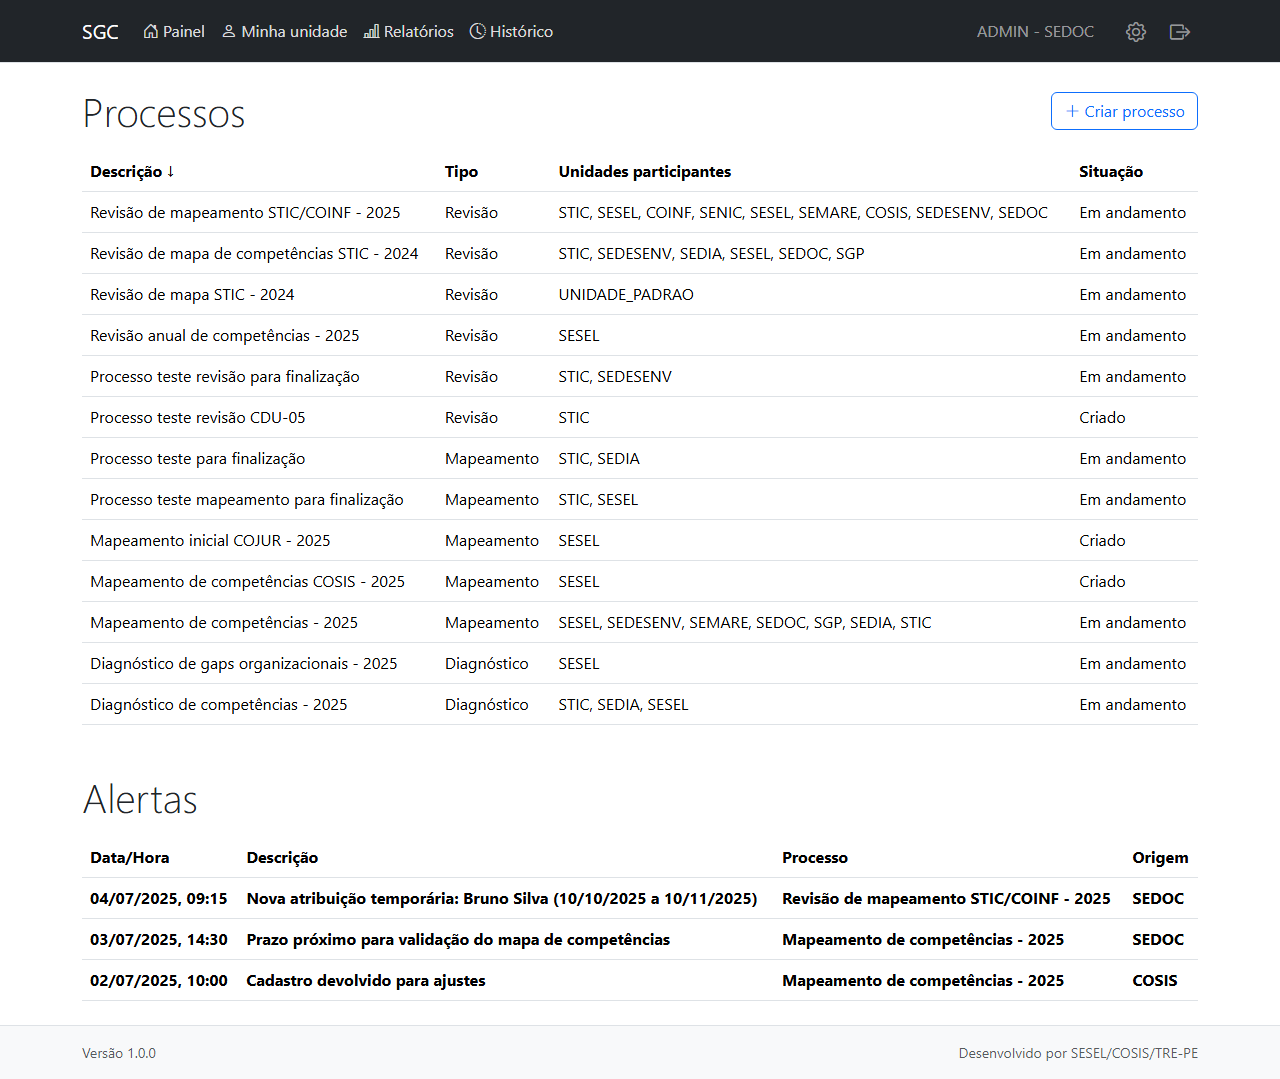 SGC Painel Minha unidade Relatórios Histórico ADMIN - SEDOC
Processos
Criar processo
Descrição ↓ Tipo Unidades participantes Situação
Revisão de mapeamento STIC/COINF - 2025 Revisão STIC, SESEL, COINF, SENIC, SESEL, SEMARE, COSIS, SEDESENV, SEDOC Em andamento
Revisão de mapa de competências STIC - 2024 Revisão STIC, SEDESENV, SEDIA, SESEL, SEDOC, SGP Em andamento
Revisão de mapa STIC - 2024 Revisão UNIDADE_PADRAO Em andamento
Revisão anual de competências - 2025 Revisão SESEL Em andamento
Processo teste revisão para finalização Revisão STIC, SEDESENV Em andamento
Processo teste revisão CDU-05 Revisão STIC Criado
Processo teste para finalização Mapeamento STIC, SEDIA Em andamento
Processo teste mapeamento para finalização Mapeamento STIC, SESEL Em andamento
Mapeamento inicial COJUR - 2025 Mapeamento SESEL Criado
Mapeamento de competências COSIS - 2025 Mapeamento SESEL Criado
Mapeamento de competências - 2025 Mapeamento SESEL, SEDESENV, SEMARE, SEDOC, SGP, SEDIA, STIC Em andamento
Diagnóstico de gaps organizacionais - 2025 Diagnóstico SESEL Em andamento
Diagnóstico de competências - 2025 Diagnóstico STIC, SEDIA, SESEL Em andamento
Alertas
Data/Hora Descrição Processo Origem
04/07/2025, 09:15 Nova atribuição temporária: Bruno Silva (10/10/2025 a 10/11/2025) Revisão de mapeamento STIC/COINF - 2025 SEDOC
03/07/2025, 14:30 Prazo próximo para validação do mapa de competências Mapeamento de competências - 2025 SEDOC
02/07/2025, 10:00 Cadastro devolvido para ajustes Mapeamento de competências - 2025 COSIS
Versão 1.0.0 Desenvolvido por SESEL/COSIS/TRE-PE